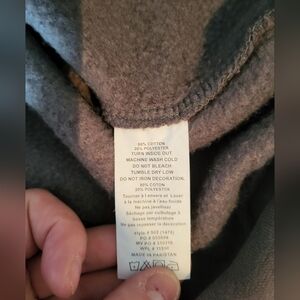 80% COTTON
20% POLYESTER
TURN INSIDE OUT
MACHINE WASH COLD
DO NOT BLEACH
TUMBLE DRY LOW
DO NOT IRON DECORATION.
80% COTON
20% POLYESTER
Tourner à l'envers et Laver
à la machine à l'eau froid
Ne pas javelliser
Séchage par culbutage à
basse température
Ne pas repasser la décoration
MADE IN PAKISTAN